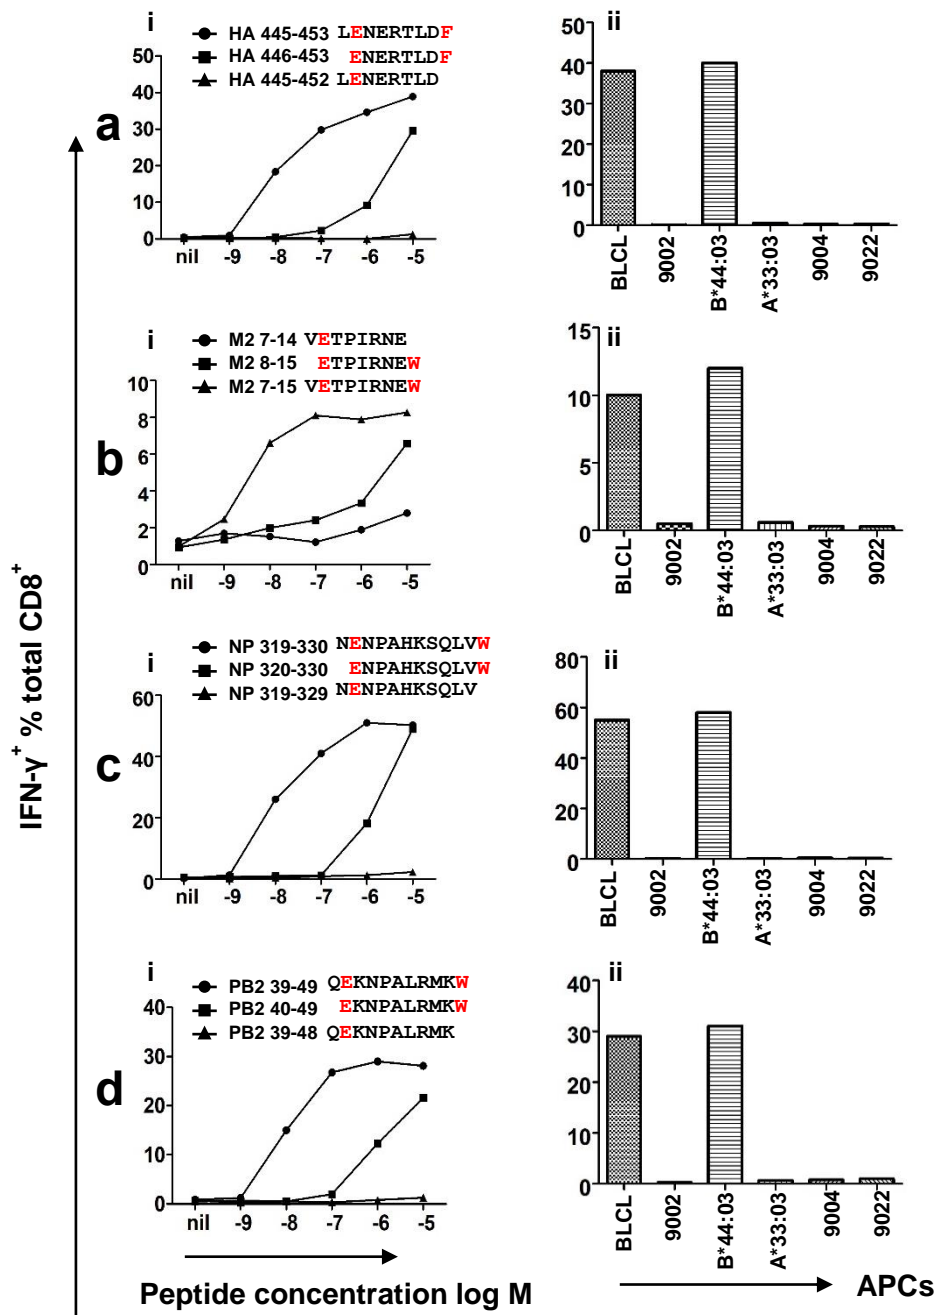 IFN-γ⁺ % total CD8⁺
a
i
HA 445-453 LENERTLDF
HA 446-453 ENERTLDF
HA 445-452 LENERTLD
50
40
30
20
10
0
nil -9 -8 -7 -6 -5
ii
50
40
30
20
10
0
BLCL 9002 B*44:03 A*33:03 9004 9022
b
i
M2 7-14 VETPIRNE
M2 8-15 ETPIRNEW
M2 7-15 VETPIRNEW
10
8
6
4
2
0
nil -9 -8 -7 -6 -5
ii
15
10
5
0
BLCL 9002 B*44:03 A*33:03 9004 9022
c
i
NP 319-330 NENPAHKSQLVW
NP 320-330 ENPAHKSQLVW
NP 319-329 NENPAHKSQLV
60
40
20
0
nil -9 -8 -7 -6 -5
ii
80
60
40
20
0
BLCL 9002 B*44:03 A*33:03 9004 9022
d
i
PB2 39-49 QEKNPALRMKW
PB2 40-49 EKNPALRMKW
PB2 39-48 QEKNPALRMK
40
30
20
10
0
nil -9 -8 -7 -6 -5
ii
40
30
20
10
0
BLCL 9002 B*44:03 A*33:03 9004 9022
Peptide concentration log M
APCs